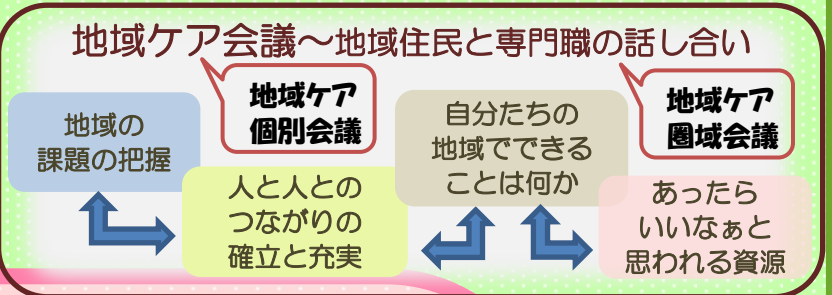 地域ケア会議~地域住民と専門職の話し合い
地域ケア
個別会議
地域ケア
圏域会議
地域の
課題の把握
自分たちの
地域でできる
ことは何か
人と人との
つながりの
確立と充実
あったら
いいなぁと
思われる資源